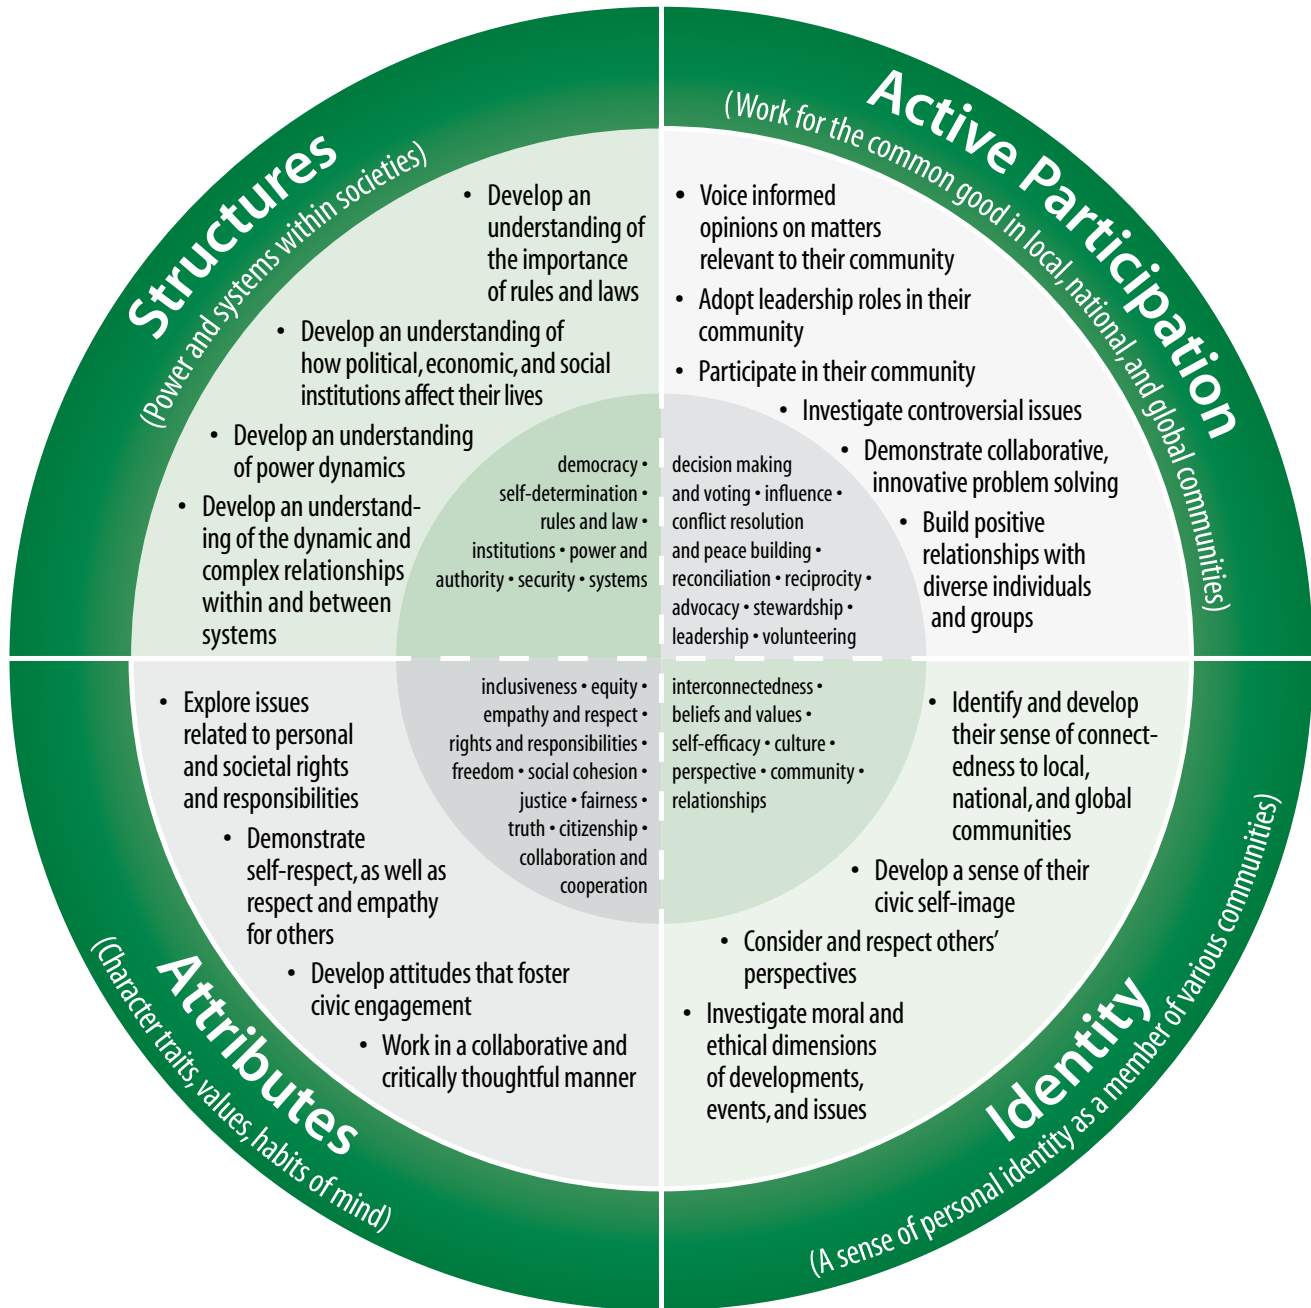 Structures
(Power and systems within societies)
• Develop an
understanding of
the importance
of rules and laws
• Develop an understanding of
how political, economic, and social
institutions affect their lives
• Develop an understanding
of power dynamics
• Develop an understand-
ing of the dynamic and
complex relationships
within and between
systems
democracy •
self-determination •
rules and law •
institutions • power and
authority • security • systems
Active Participation
(Work for the common good in local, national, and global communities)
• Voice informed
opinions on matters
relevant to their community
• Adopt leadership roles in their
community
• Participate in their community
• Investigate controversial issues
• Demonstrate collaborative,
innovative problem solving
• Build positive
relationships with
diverse individuals
and groups
decision making
and voting • influence •
conflict resolution
and peace building •
reconciliation • reciprocity •
advocacy • stewardship •
leadership • volunteering
Attributes
(Character traits, values, habits of mind)
• Explore issues
related to personal
and societal rights
and responsibilities
• Demonstrate
self-respect, as well as
respect and empathy
for others
• Develop attitudes that foster
civic engagement
• Work in a collaborative and
critically thoughtful manner
inclusiveness • equity •
empathy and respect •
rights and responsibilities •
freedom • social cohesion •
justice • fairness •
truth • citizenship •
collaboration and
cooperation
Identity
(A sense of personal identity as a member of various communities)
interconnectedness •
beliefs and values •
self-efficacy • culture •
perspective • community •
relationships
• Identify and develop
their sense of connect-
edness to local,
national, and global
communities
• Develop a sense of their
civic self-image
• Consider and respect others’
perspectives
• Investigate moral and
ethical dimensions
of developments,
events, and issues